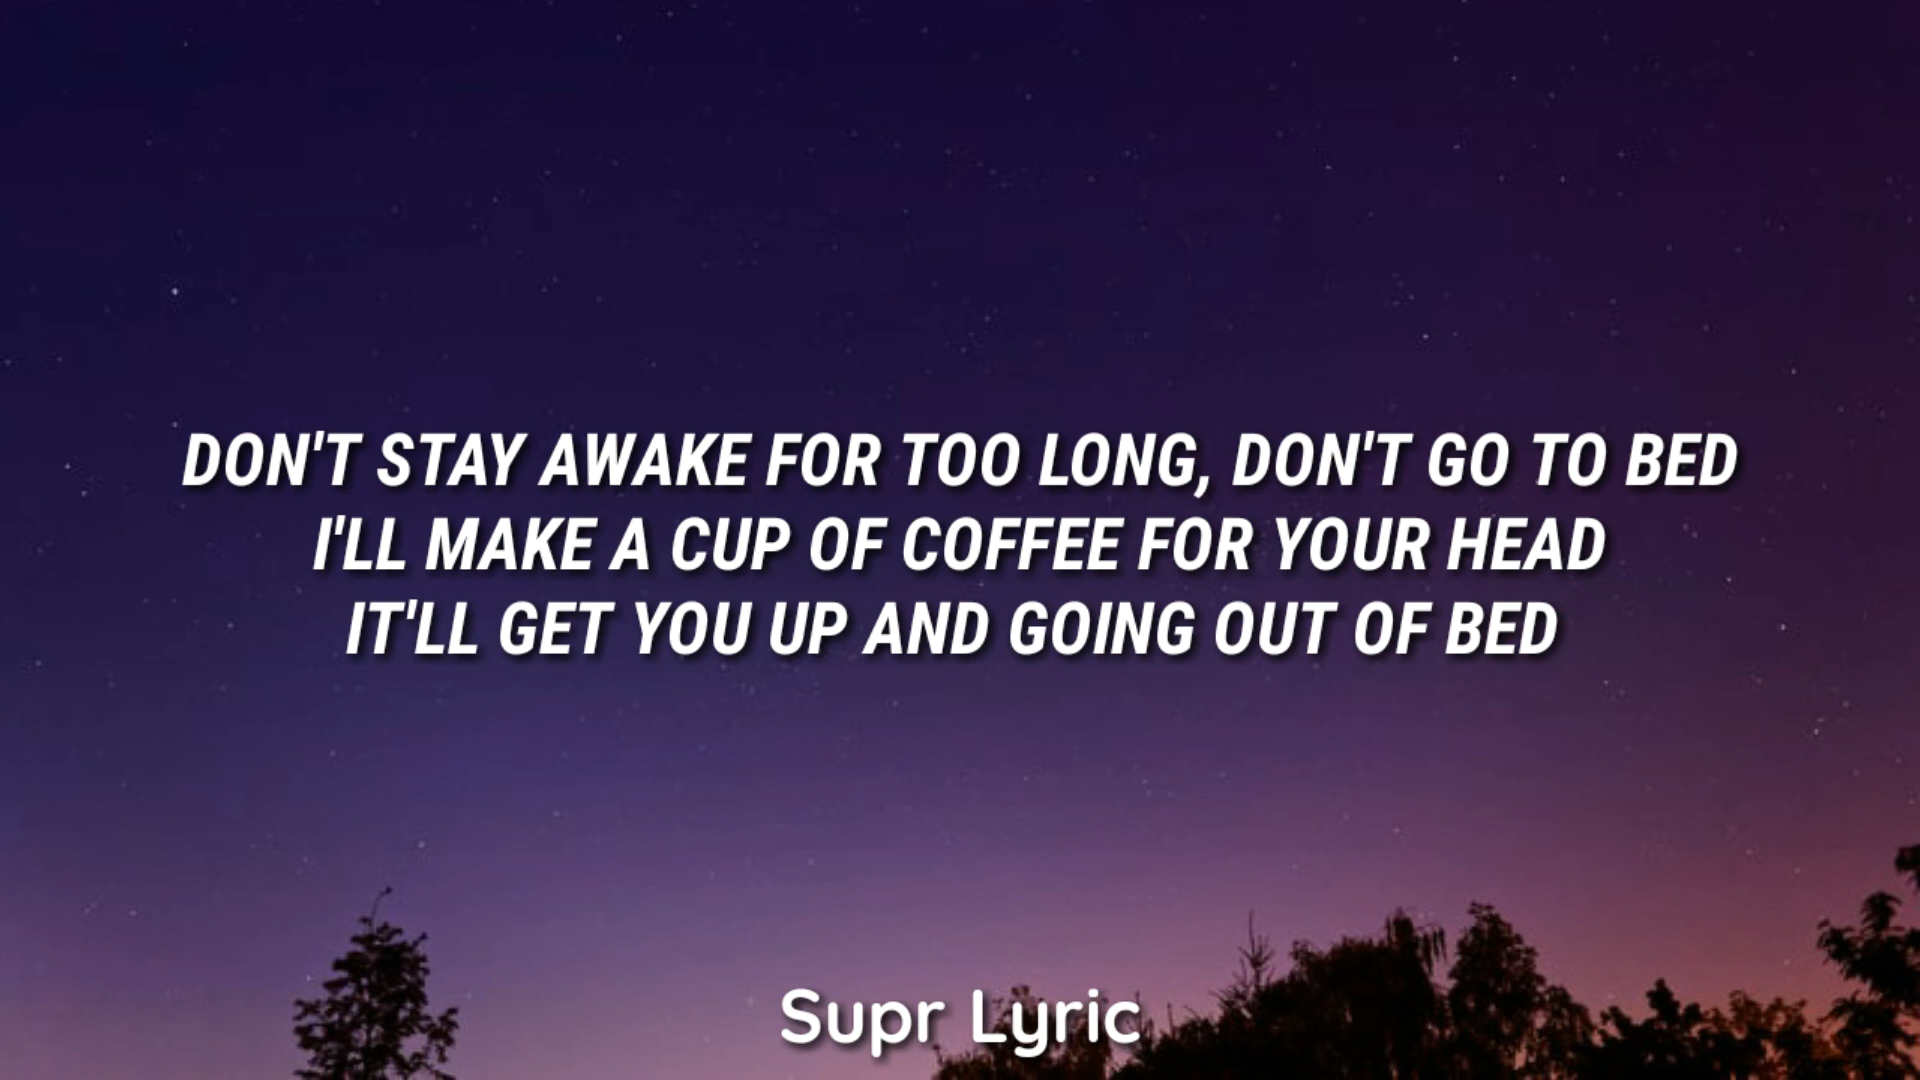 DON'T STAY AWAKE FOR TOO LONG, DON'T GO TO BED
I'LL MAKE A CUP OF COFFEE FOR YOUR HEAD
IT'LL GET YOU UP AND GOING OUT OF BED
Supr Lyric